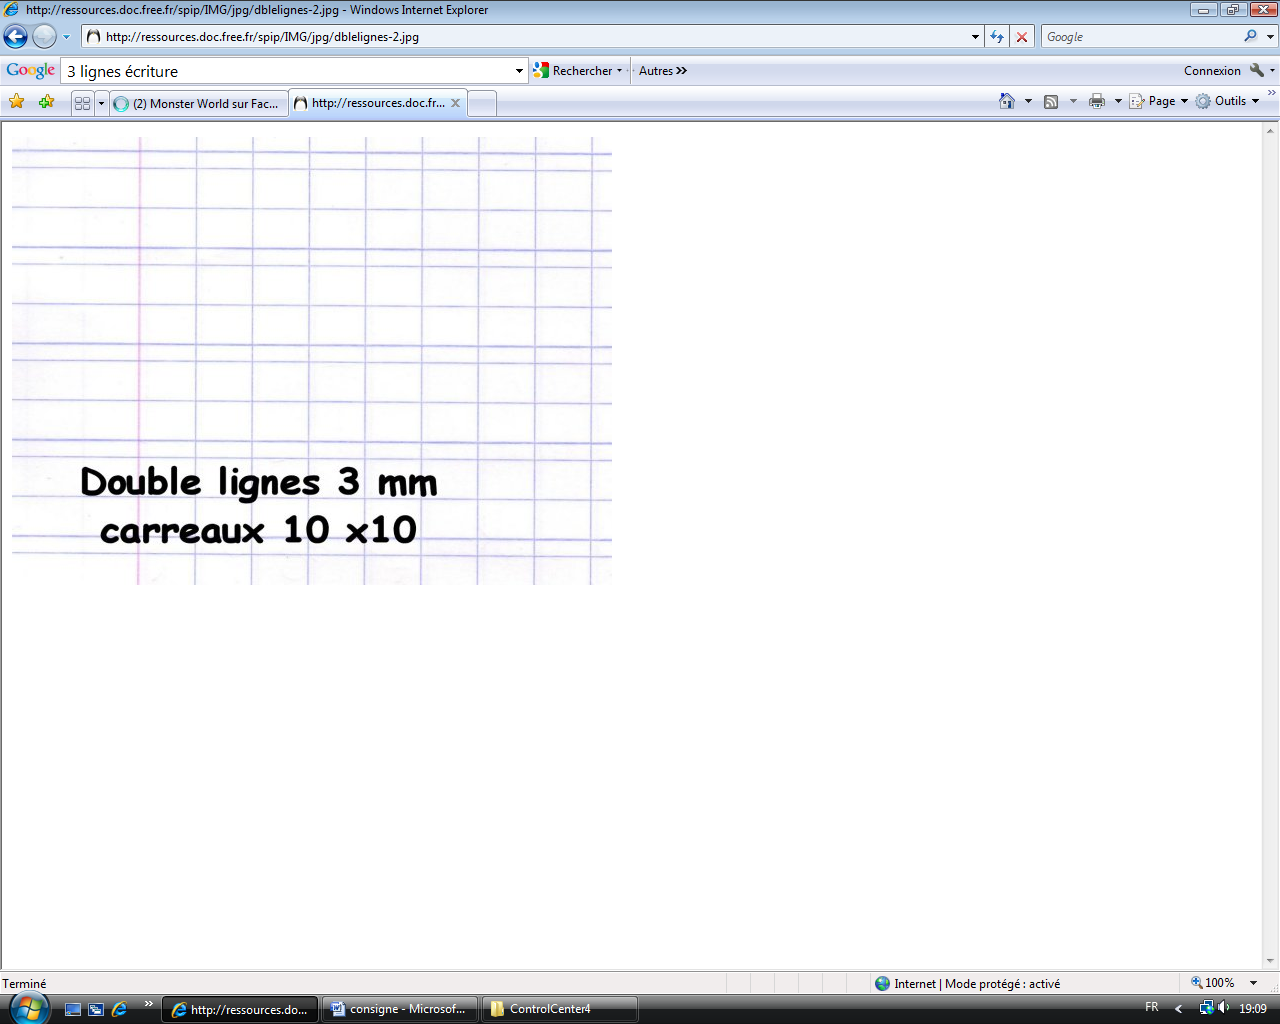 http://ressources.doc.free.fr/spip/IMG/jpg/dblelignes-2.jpg - Windows Internet Explorer
http://ressources.doc.free.fr/spip/IMG/jpg/dblelignes-2.jpg
Google
Google
3 lignes écriture
Rechercher
Autres
Connexion
(2) Monster World sur Fac...
http://ressources.doc.fr...
Page
Outils
Double lignes 3 mm
carreaux 10 x10
Terminé
Internet | Mode protégé : activé
100%
http://ressources.do...
consigne - Microsof...
ControlCenter4
FR
19:09